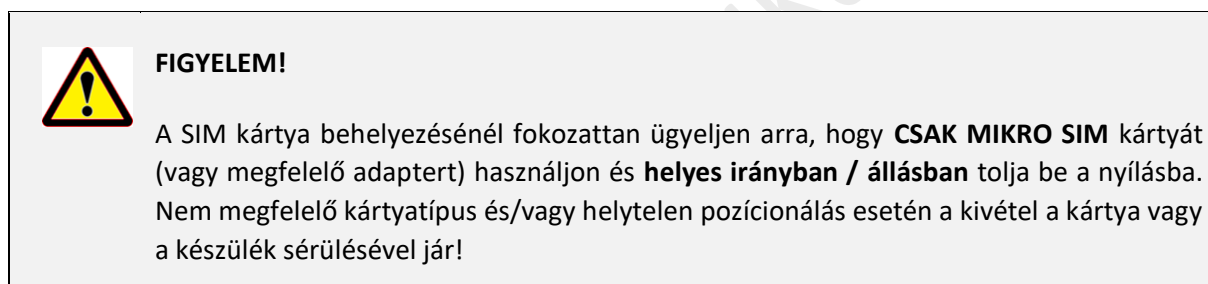 FIGYELEM!
A SIM kártya behelyezésénél fokozattan ügyeljen arra, hogy CSAK MIKRO SIM kártyát
(vagy megfelelő adaptert) használjon és helyes irányban / állásban tolja be a nyílásba.
Nem megfelelő kártyatípus és/vagy helytelen pozícionálás esetén a kivétel a kártya vagy
a készülék sérülésével jár!